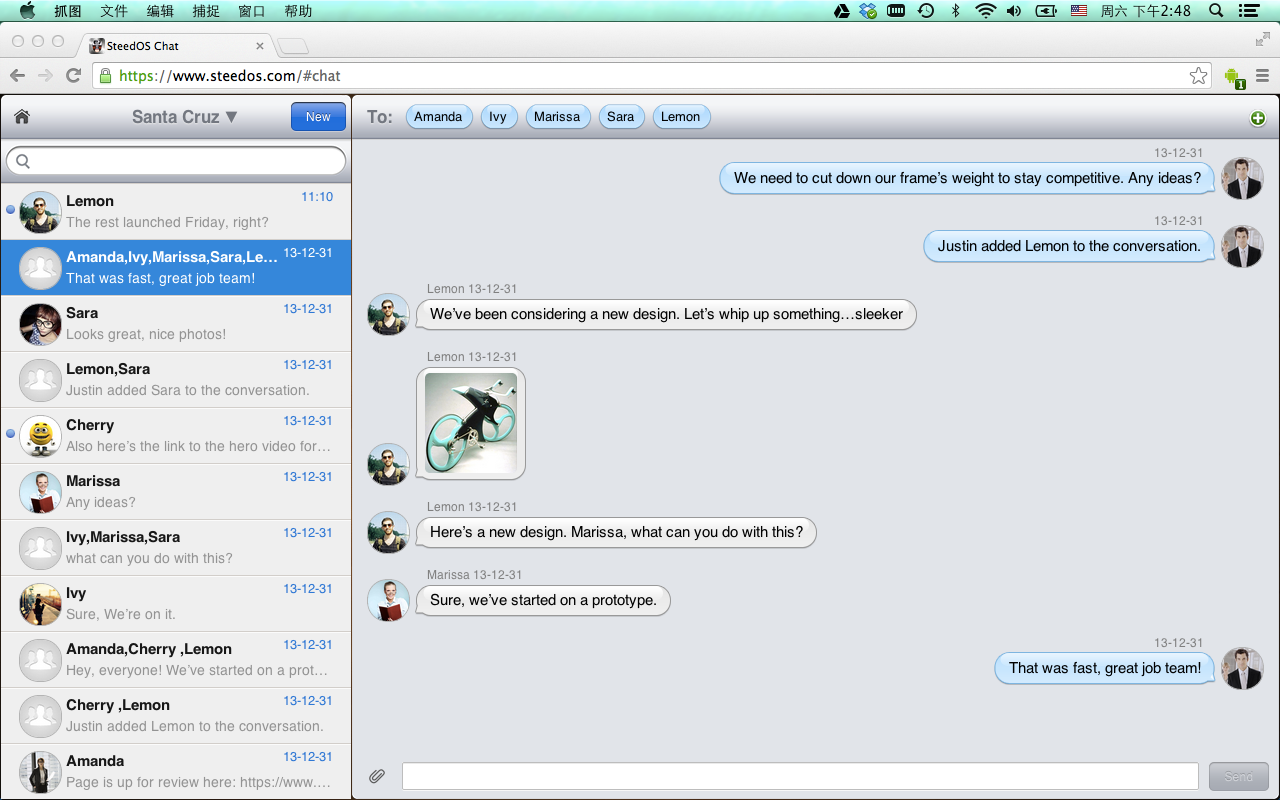 抓图 文件 编辑 捕捉 窗口 帮助 周六 下午2:48
SteedOS Chat
https://www.steedos.com/#chat
1
Santa Cruz ▼ New
To: Amanda Ivy Marissa Sara Lemon
Lemon 11:10
The rest launched Friday, right?
Amanda,Ivy,Marissa,Sara,Le... 13-12-31
That was fast, great job team!
Sara 13-12-31
Looks great, nice photos!
Lemon,Sara 13-12-31
Justin added Sara to the conversation.
Cherry 13-12-31
Also here’s the link to the hero video for…
Marissa 13-12-31
Any ideas?
Ivy,Marissa,Sara 13-12-31
what can you do with this?
Ivy 13-12-31
Sure, We’re on it.
Amanda,Cherry ,Lemon 13-12-31
Hey, everyone! We’ve started on a prot…
Cherry ,Lemon 13-12-31
Justin added Lemon to the conversation.
Amanda 13-12-31
Page is up for review here: https://www.…
13-12-31
We need to cut down our frame’s weight to stay competitive. Any ideas?
13-12-31
Justin added Lemon to the conversation.
Lemon 13-12-31
We’ve been considering a new design. Let’s whip up something…sleeker
Lemon 13-12-31
Lemon 13-12-31
Here’s a new design. Marissa, what can you do with this?
Marissa 13-12-31
Sure, we’ve started on a prototype.
13-12-31
That was fast, great job team!
Send